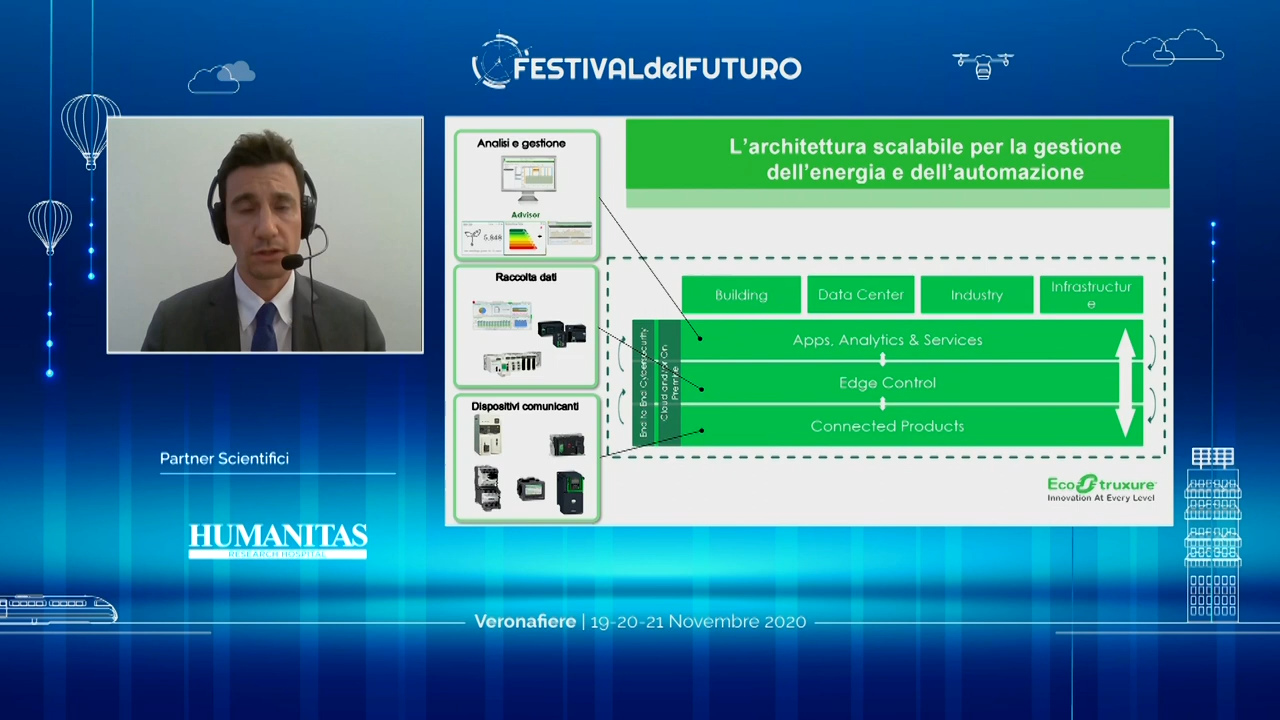 FESTIVALdelFUTURO
Analisi e gestione
Advisor
Raccolta dati
Dispositivi comunicanti
L'architettura scalabile per la gestione
dell'energia e dell'automazione
Building
Data Center
Industry
Infrastructur
e
End to End Cybersecurity
Cloud and/or On
Premise
Apps, Analytics & Services
Edge Control
Connected Products
EcoStruxure
Innovation At Every Level
Partner Scientifici
HUMANITAS
RESEARCH HOSPITAL
Veronafiere | 19-20-21 Novembre 2020